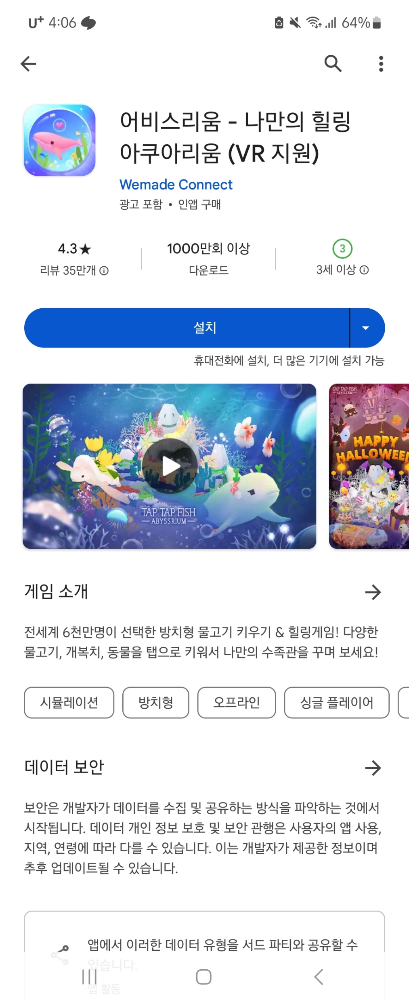 U+ 4:06 64%
어비스리움 - 나만의 힐링
아쿠아리움 (VR 지원)
Wemade Connect
광고 포함 • 인앱 구매
4.3★ 1000만회 이상 3
리뷰 35만개 다운로드 3세 이상
설치
휴대전화에 설치, 더 많은 기기에 설치 가능
TAP TAP FISH
ABYSSRIUM
TAP TAP FISH
ABYSSRIUM
HAPPY
HALLOWEEN
게임 소개
전세계 6천만명이 선택한 방치형 물고기 키우기 & 힐링게임! 다양한
물고기, 개복치, 동물을 탭으로 키워서 나만의 수족관을 꾸며 보세요!
시뮬레이션 방치형 오프라인 싱글 플레이어
데이터 보안
보안은 개발자가 데이터를 수집 및 공유하는 방식을 파악하는 것에서
시작됩니다. 데이터 개인 정보 보호 및 보안 관행은 사용자의 앱 사용,
지역, 연령에 따라 다를 수 있습니다. 이는 개발자가 제공한 정보이며
추후 업데이트될 수 있습니다.
앱에서 이러한 데이터 유형을 서드 파티와 공유할 수
있습니다.
앱 활동